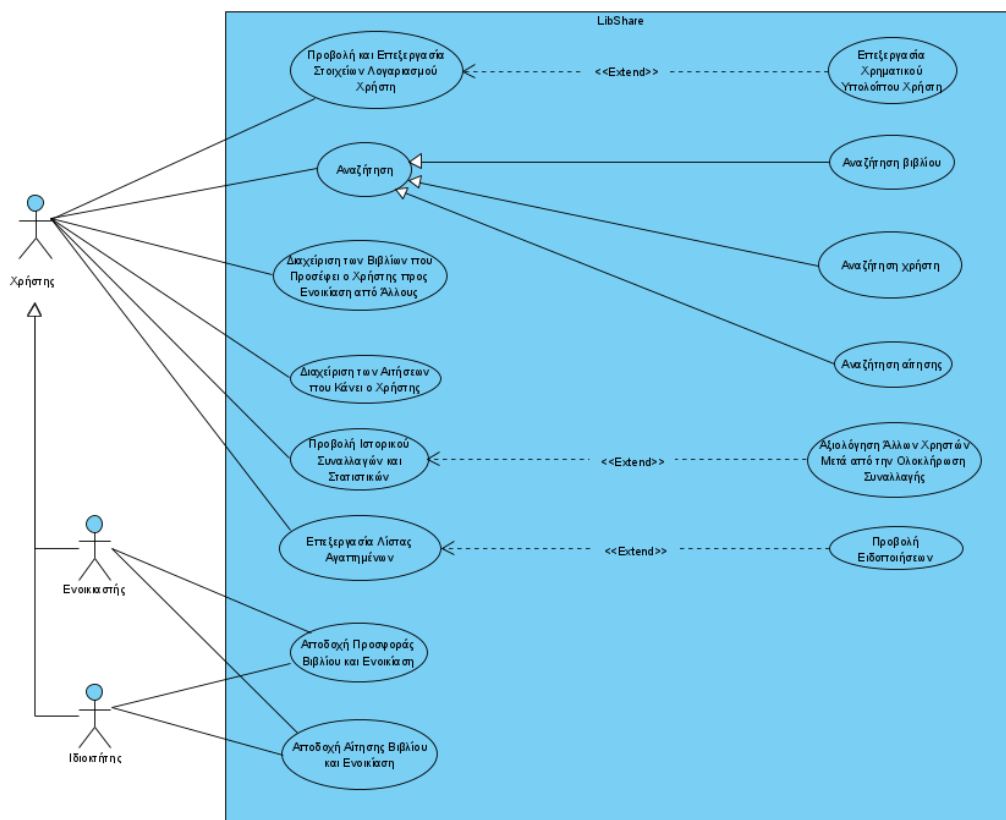 LibShare
Προβολή και Επεξεργασία
Στοιχείων Λογαριασμού
Χρήστη
<<Extend>>
Επεξεργασία
Χρηματικού
Υπολοίπου Χρήστη
Αναζήτηση
Αναζήτηση βιβλίου
Χρήστης
Διαχείριση των Βιβλίων που
Προσέφει ο Χρήστης προς
Ενοικίαση από Άλλους
Αναζήτηση χρήστη
Διαχείριση των Αιτήσεων
που Κάνει ο Χρήστης
Αναζήτηση αίτησης
Προβολή Ιστορικού
Συναλλαγών και
Στατιστικών
<<Extend>>
Αξιολόγηση Άλλων Χρηστών
Μετά από την Ολοκλήρωση
Συναλλαγής
Επεξεργασία Λίστας
Αγαπημένων
<<Extend>>
Προβολή
Ειδοποιήσεων
Ενοικιαστής
Αποδοχή Προσφοράς
Βιβλίου και Ενοικίαση
Ιδιοκτήτης
Αποδοχή Αίτησης Βιβλίου
και Ενοικίαση